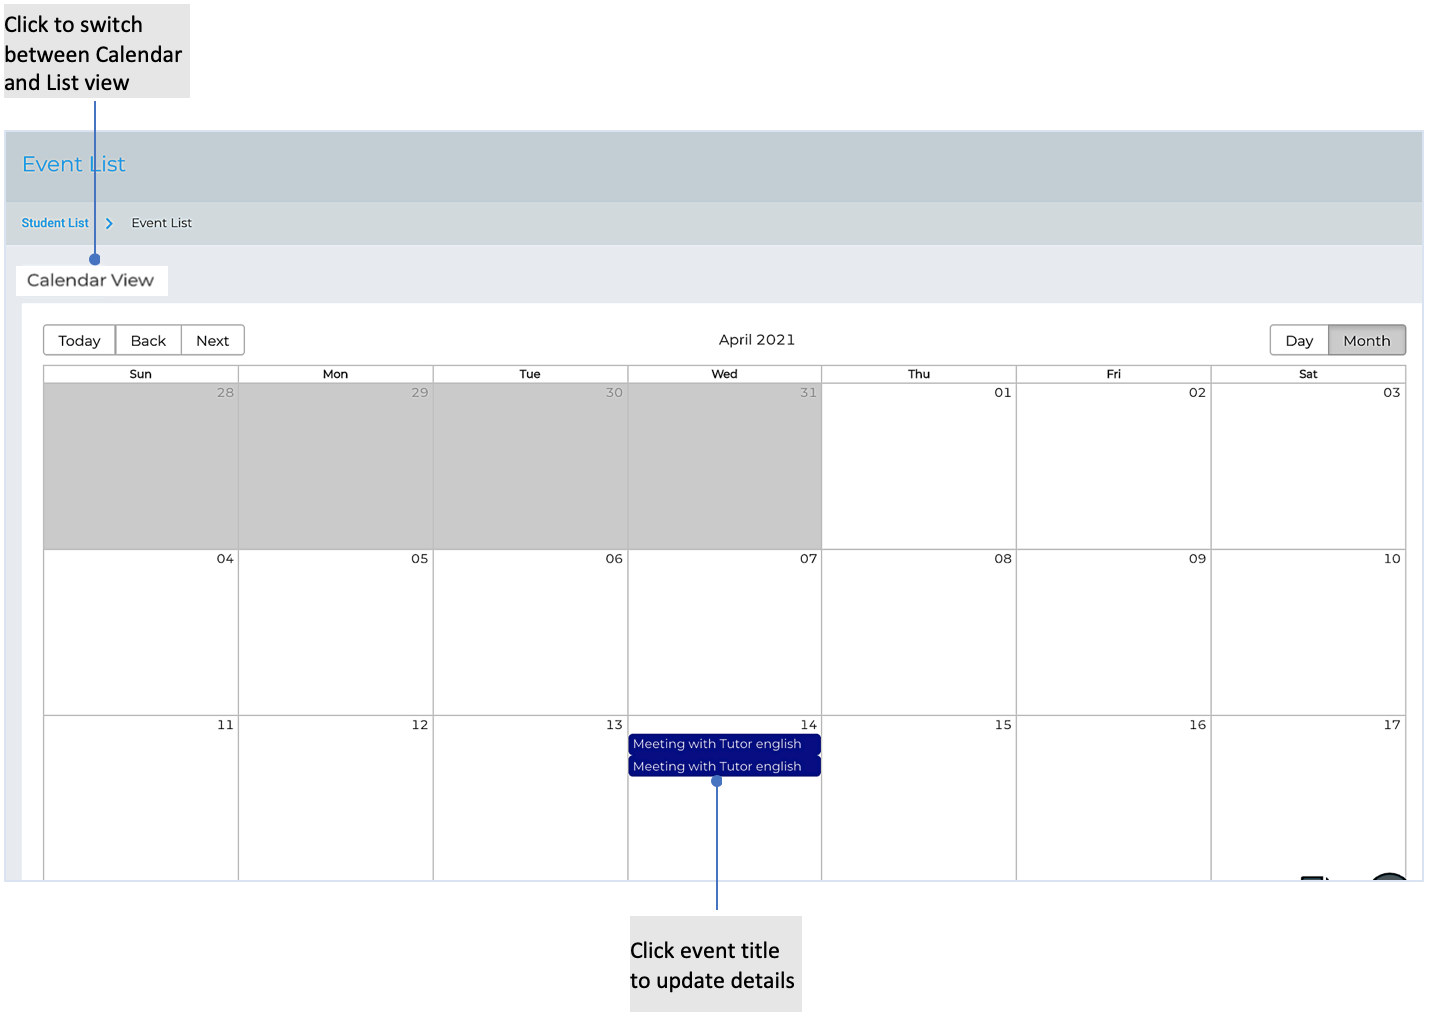 Click to switch
between Calendar
and List view
Event List
Student List > Event List
Calendar View
Today Back Next April 2021 Day Month
Sun Mon Tue Wed Thu Fri Sat
28 29 30 31 01 02 03
04 05 06 07 08 09 10
11 12 13 14 15 16 17
Meeting with Tutor english
Meeting with Tutor english
Click event title
to update details